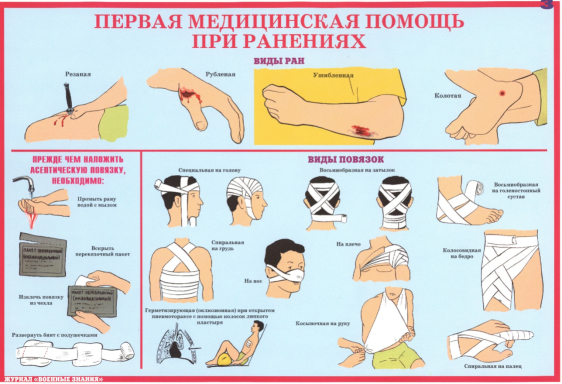 3
ПЕРВАЯ МЕДИЦИНСКАЯ ПОМОЩЬ
ПРИ РАНЕНИЯХ
ВИДЫ РАН
Резаная
Рубленая
Ушибленная
Колотая
ПРЕЖДЕ ЧЕМ НАЛОЖИТЬ
АСЕПТИЧЕСКУЮ ПОВЯЗКУ,
НЕОБХОДИМО:
Промыть рану
водой с мылом
Вскрыть
перевязочный пакет
Извлечь повязку
из чехла
Развернуть бинт с подушечками
ВИДЫ ПОВЯЗОК
Специальная на голову
Восьмиобразная на затылок
Восьмиобразная
на голеностопный
сустав
Спиральная
на грудь
На нос
На плечо
Колосовидная
на бедро
Герметизирующая (окклюзионная) при открытом
пневмотораксе с помощью полосок липкого
пластыря
Косыночная на руку
Спиральная на палец
ЖУРНАЛ «ВОЕННЫЕ ЗНАНИЯ»